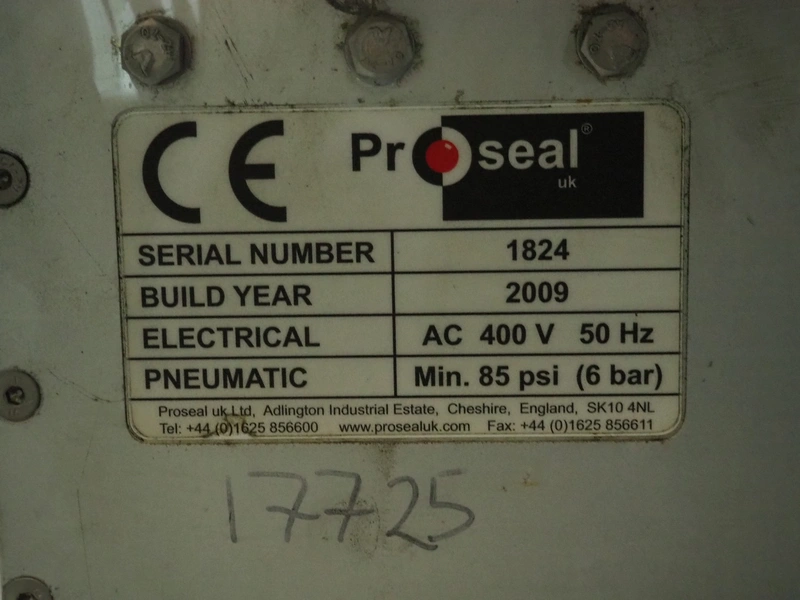 CE Proseal®
uk
SERIAL NUMBER 1824
BUILD YEAR 2009
ELECTRICAL AC 400 V 50 Hz
PNEUMATIC Min. 85 psi (6 bar)
Proseal uk Ltd, Adlington Industrial Estate, Cheshire, England, SK10 4NL
Tel: +44 (0)1625 856600 www.prosealuk.com Fax: +44 (0)1625 856611
17725